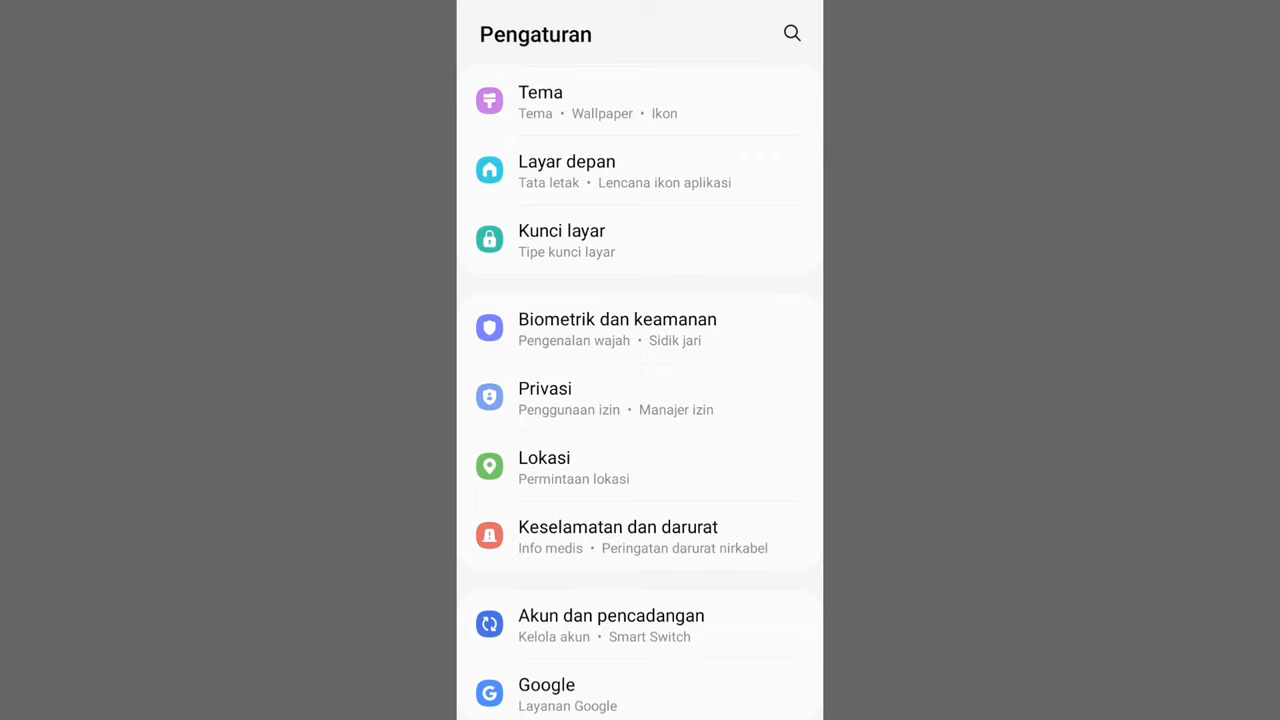 Pengaturan
Tema
Tema • Wallpaper • Ikon
Layar depan
Tata letak • Lencana ikon aplikasi
Kunci layar
Tipe kunci layar
Biometrik dan keamanan
Pengenalan wajah • Sidik jari
Privasi
Penggunaan izin • Manajer izin
Lokasi
Permintaan lokasi
Keselamatan dan darurat
Info medis • Peringatan darurat nirkabel
Akun dan pencadangan
Kelola akun • Smart Switch
Google
Layanan Google